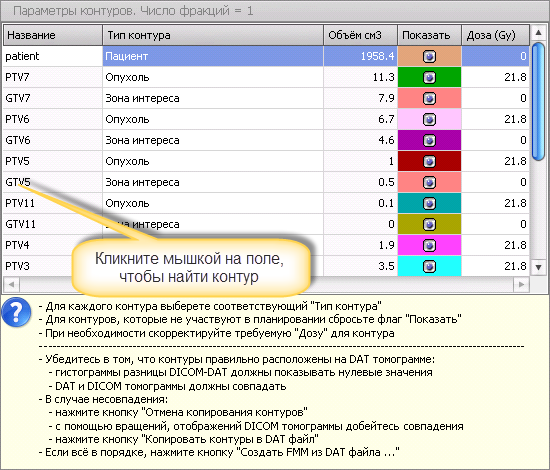 Параметры контуров. Число фракций = 1
Название Тип контура Объём см3 Показать Доза (Gy)
patient Пациент 1958.4 0
PTV7 Опухоль 11.3 21.8
GTV7 Зона интереса 7.9 0
PTV6 Опухоль 6.7 21.8
GTV6 Зона интереса 4.6 0
PTV5 Опухоль 1 21.8
GTV5 Зона интереса 0.5 0
PTV11 Опухоль 0.1 21.8
GTV11 Зона интереса 0 0
PTV4 1.9 21.8
PTV3 3.5 21.8
Кликните мышкой на поле,
чтобы найти контур
- Для каждого контура выберете соответствующий "Тип контура"
- Для контуров, которые не участвуют в планировании сбросьте флаг "Показать"
- При необходимости скорректируйте требуемую "Дозу" для контура
- Убедитесь в том, что контуры правильно расположены на DAT томограмме:
- гистограммы разницы DICOM-DAT должны показывать нулевые значения
- DAT и DICOM томограммы должны совпадать
- В случае несовпадения:
- нажмите кнопку "Отмена копирования контуров"
- с помощью вращений, отображений DICOM томограммы добейтесь совпадения
- нажмите кнопку "Копировать контуры в DAT файл"
- Если всё в порядке, нажмите кнопку "Создать FMM из DAT файла ..."